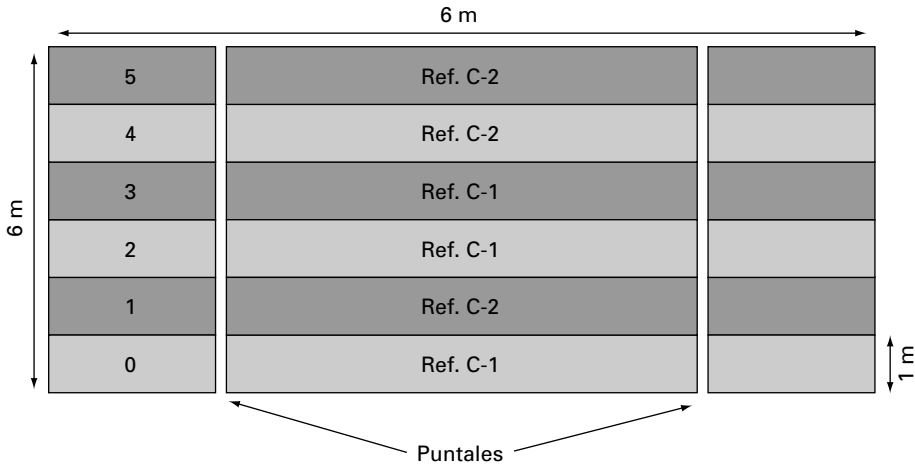 6 m
5 Ref. C-2
4 Ref. C-2
3 Ref. C-1
6 m
2 Ref. C-1
1 Ref. C-2
0 Ref. C-1
1 m
Puntales